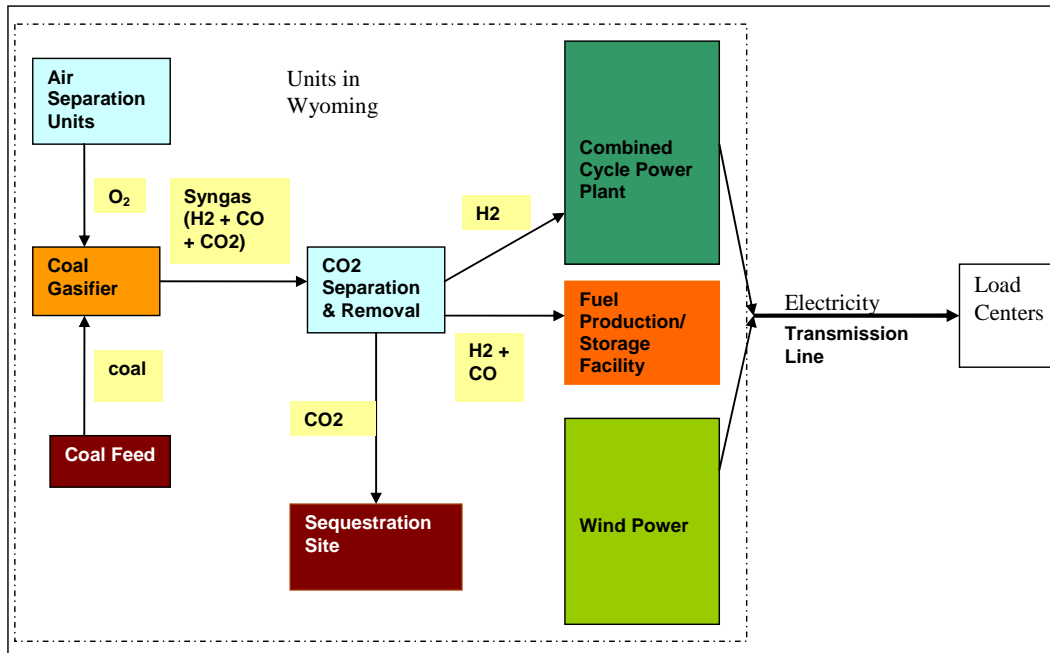 Air
Separation
Units
Units in
Wyoming
Combined
Cycle Power
Plant
O₂
Syngas
(H2 + CO
+ CO2)
H2
Coal
Gasifier
CO2
Separation
& Removal
Fuel
Production/
Storage
Facility
Electricity
Transmission
Line
Load
Centers
coal
H2 +
CO
CO2
Coal Feed
Sequestration
Site
Wind Power